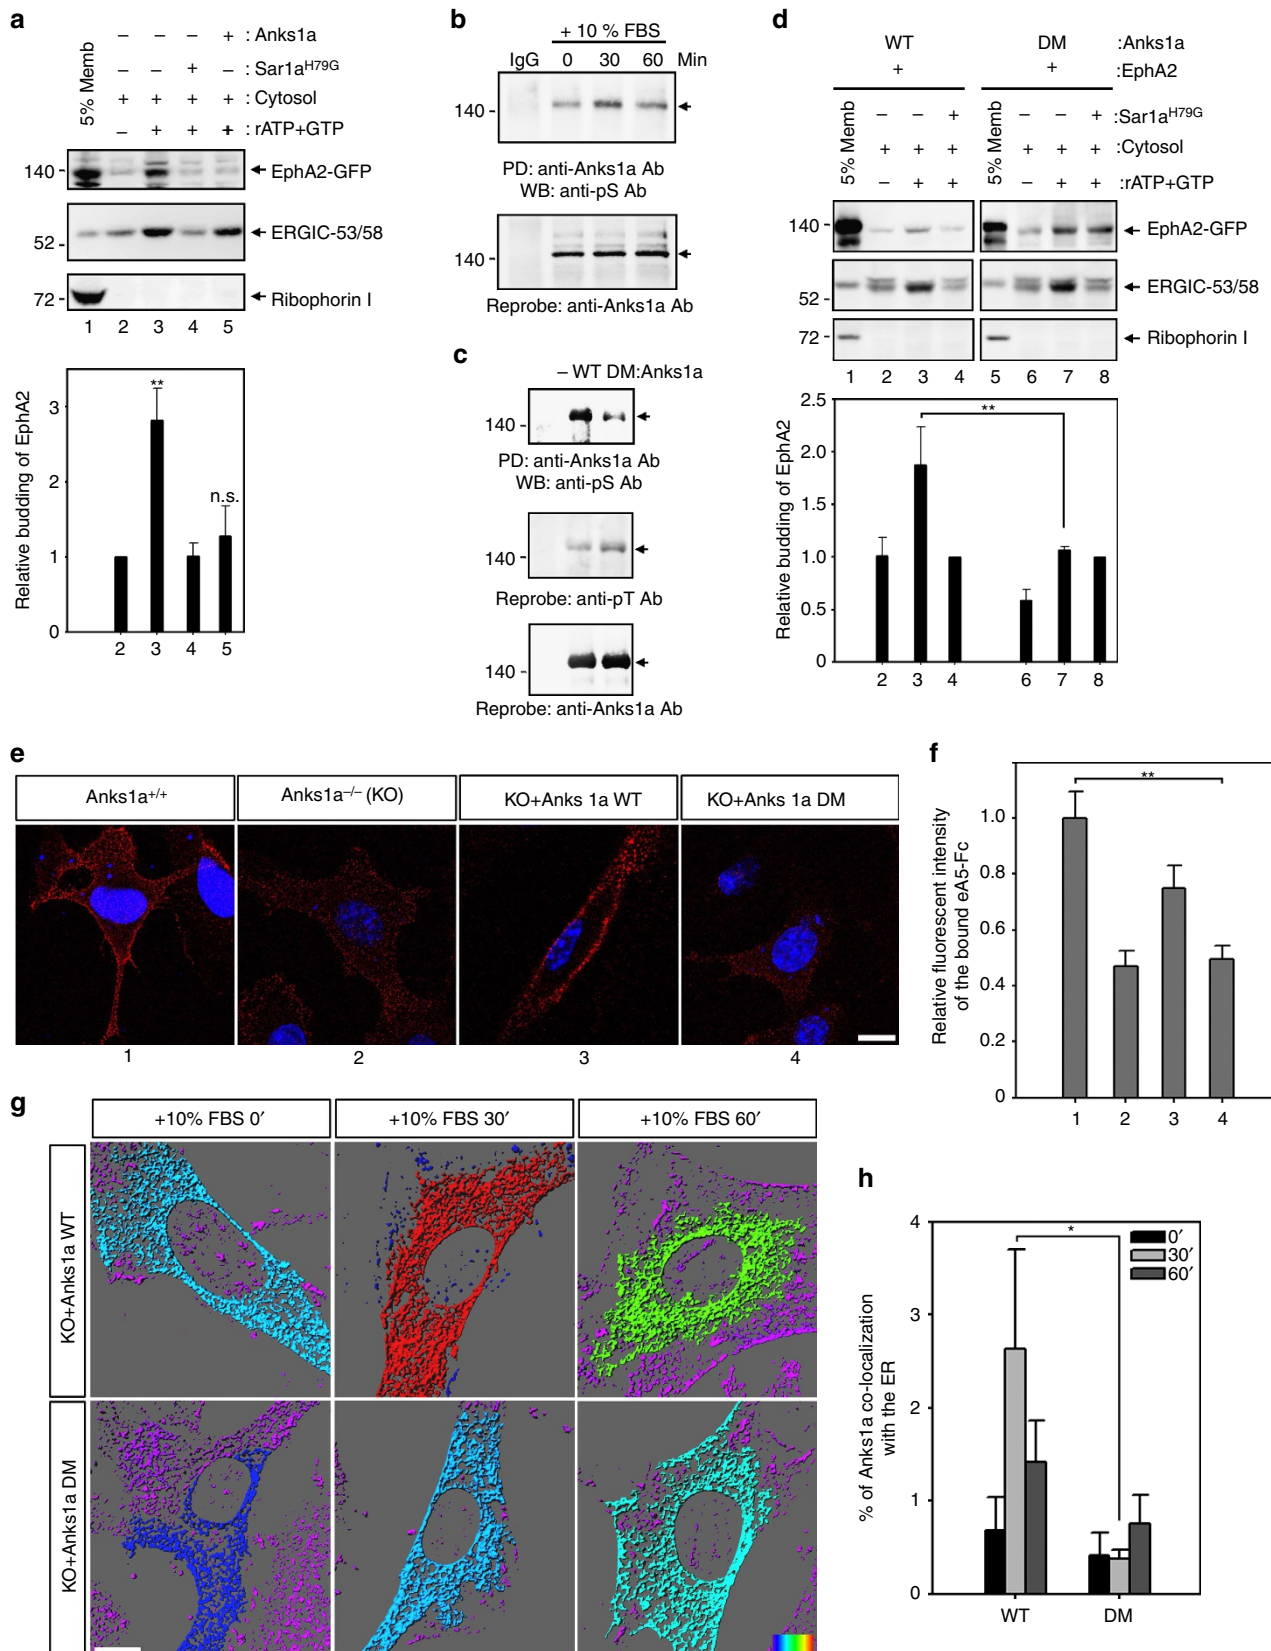 a
– – – + : Anks1a
– – + – : Sar1aH79G
+ + + + : Cytosol
– + + + : rATP+GTP
5% Memb
140
EphA2-GFP
52
ERGIC-53/58
72
Ribophorin I
1 2 3 4 5
Relative budding of EphA2
3
2
1
0
**
n.s.
2 3 4 5
b
+ 10 % FBS
IgG 0 30 60 Min
140
PD: anti-Anks1a Ab
WB: anti-pS Ab
140
Reprobe: anti-Anks1a Ab
c
– WT DM:Anks1a
140
PD: anti-Anks1a Ab
WB: anti-pS Ab
140
Reprobe: anti-pT Ab
140
Reprobe: anti-Anks1a Ab
d
WT DM :Anks1a
+ + :EphA2
– – + – – + :Sar1aH79G
+ + + + + + :Cytosol
– + + – + + :rATP+GTP
5% Memb
5% Memb
140
EphA2-GFP
52
ERGIC-53/58
72
Ribophorin I
1 2 3 4 5 6 7 8
Relative budding of EphA2
2.5
2.0
1.5
1.0
0.5
0
**
2 3 4 6 7 8
e
Anks1a+/+
Anks1a–/– (KO)
KO+Anks 1a WT
KO+Anks 1a DM
1 2 3 4
f
Relative fluorescent intensity
of the bound eA5-Fc
1.0
0.8
0.6
0.4
0.2
0
**
1 2 3 4
g
+10% FBS 0′
+10% FBS 30′
+10% FBS 60′
KO+Anks1a WT
KO+Anks1a DM
h
% of Anks1a co-localization
with the ER
4
3
2
1
0
*
0′
30′
60′
WT DM